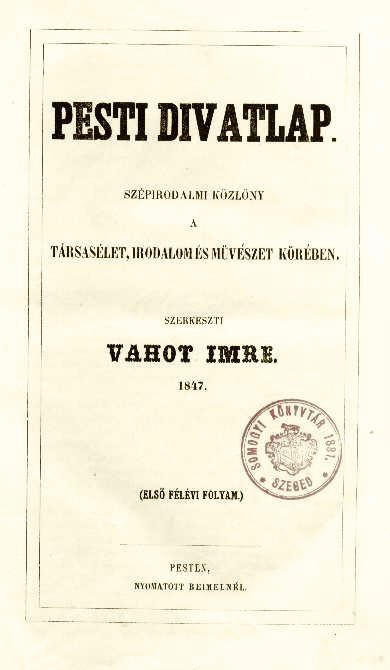 PESTI DIVATLAP.
SZÉPIRODALMI KÖZLÖNY
A
TÁRSASÉLET, IRODALOM ÉS MŰVÉSZET KÖRÉBEN.
SZERKESZTI
VAHOT IMRE.
1847.
SOMOGYI KÖNYVTÁR 1881.
* SZEGED *
(ELSŐ FÉLÉVI FOLYAM.)
PESTEN,
NYOMATOTT BEIMELNÉL.